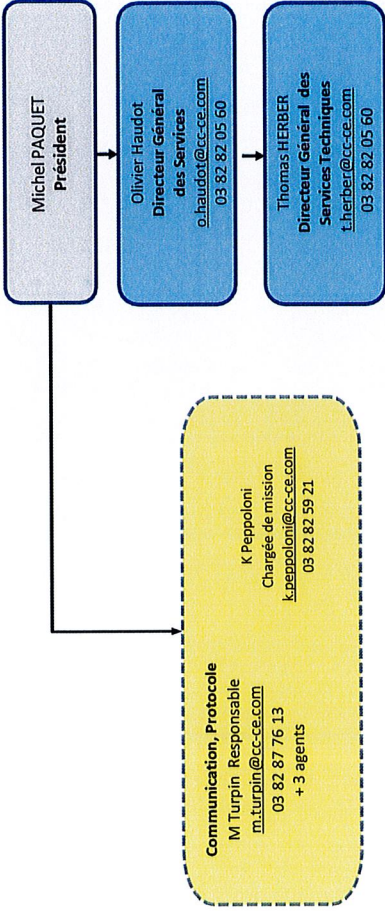 Michel PAQUET
Président
Olivier Haudot
Directeur Général
des Services
o.haudot@cc-ce.com
03 82 82 05 60
Thomas HERBER
Directeur Général des
Services Techniques
t.herber@cc-ce.com
03 82 82 05 60
Communication, Protocole
M Turpin Responsable
m.turpin@cc-ce.com
03 82 87 76 13
+ 3 agents
K Peppoloni
Chargée de mission
k.peppoloni@cc-ce.com
03 82 82 59 21